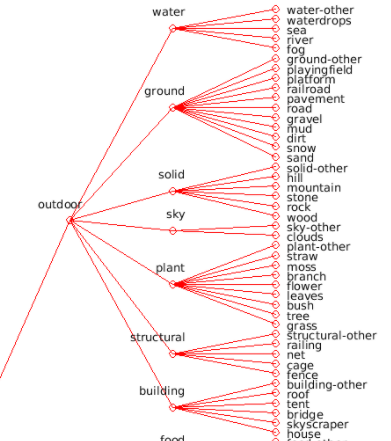 water
water-other
waterdrops
sea
river
fog
ground
ground-other
playingfield
platform
railroad
pavement
road
gravel
mud
dirt
snow
sand
solid
solid-other
hill
mountain
stone
rock
wood
outdoor
sky
sky-other
clouds
plant
plant-other
straw
moss
branch
flower
leaves
bush
tree
grass
structural
structural-other
railing
net
cage
fence
building
building-other
roof
tent
bridge
skyscraper
house
food